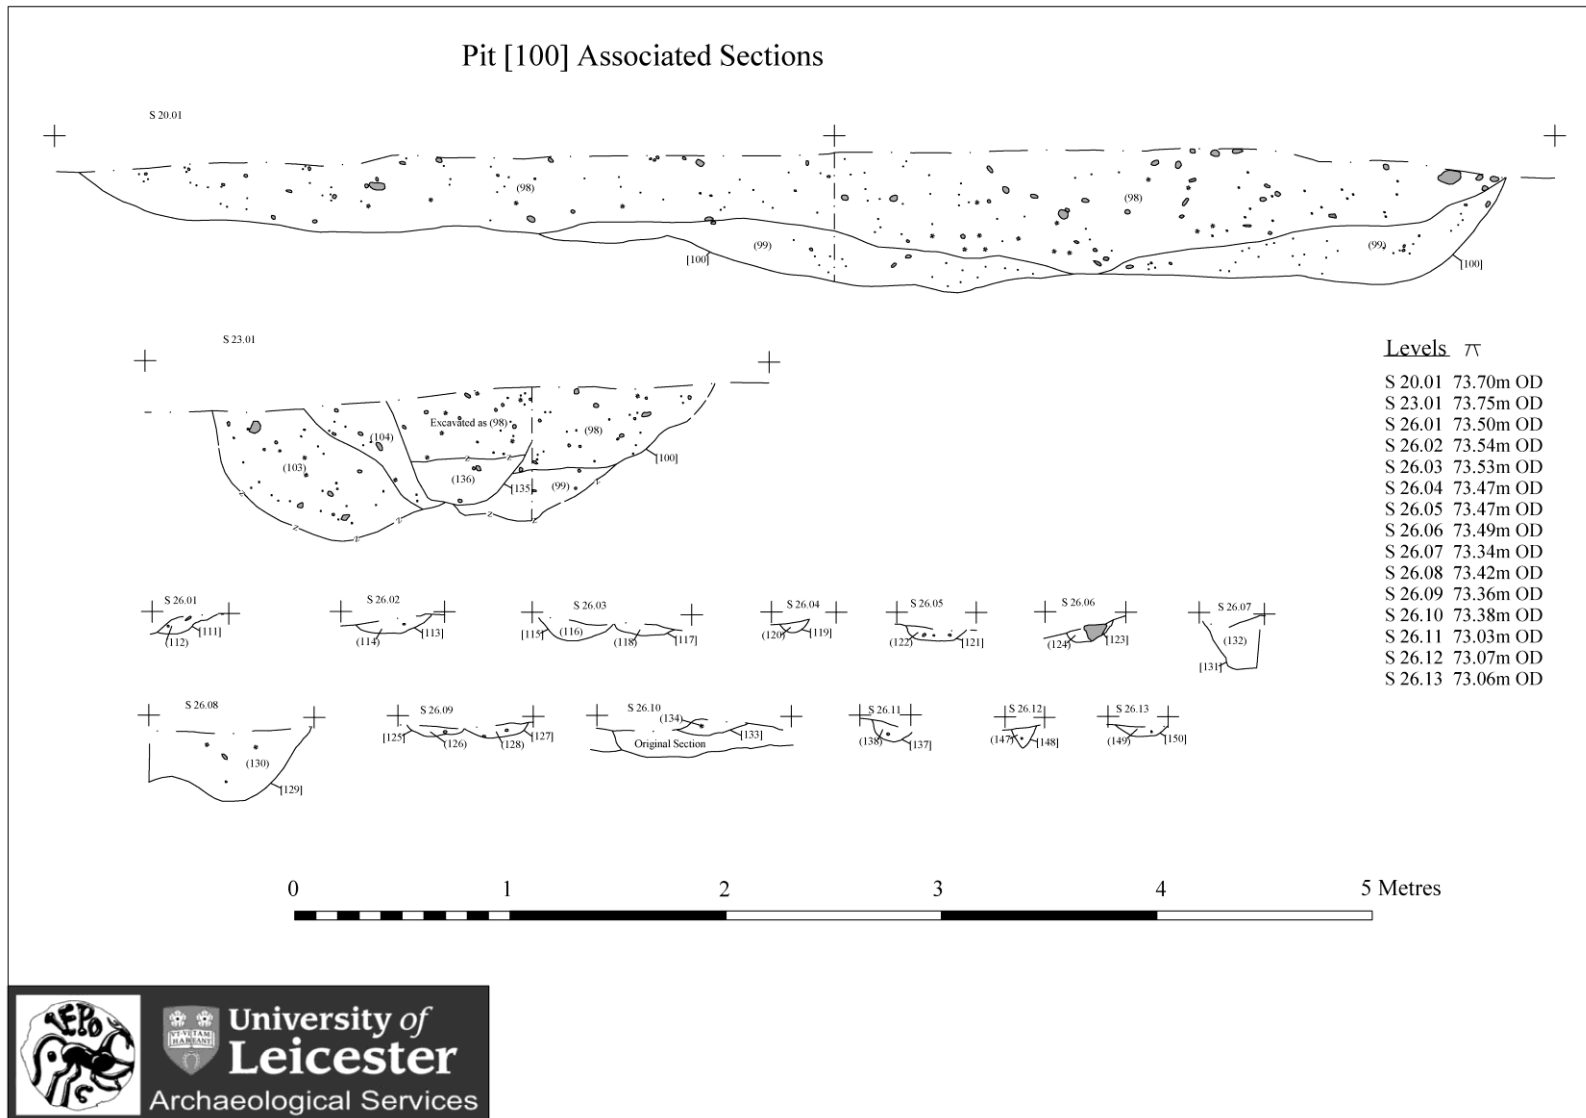 Pit [100] Associated Sections
S 20.01
(98)
(98)
(99)
(99)
[100]
[100]
S 23.01
Excavated as (98)
(98)
(104)
(103)
[100]
(136)
[135]
(99)
Levels
S 20.01 73.70m OD
S 23.01 73.75m OD
S 26.01 73.50m OD
S 26.02 73.54m OD
S 26.03 73.53m OD
S 26.04 73.47m OD
S 26.05 73.47m OD
S 26.06 73.49m OD
S 26.07 73.34m OD
S 26.08 73.42m OD
S 26.09 73.36m OD
S 26.10 73.38m OD
S 26.11 73.03m OD
S 26.12 73.07m OD
S 26.13 73.06m OD
S 26.01
(112)
[111]
S 26.02
(114)
[113]
S 26.03
[115]
(116)
(118)
[117]
S 26.04
(120)
[119]
S 26.05
(122)
[121]
S 26.06
(124)
[123]
S 26.07
(132)
[131]
S 26.08
(130)
[129]
S 26.09
[125]
(126)
(128)
[127]
S 26.10
(134)
[133]
Original Section
S 26.11
(138)
[137]
S 26.12
(147)
[148]
S 26.13
(149)
[150]
0 1 2 3 4 5 Metres
University of
Leicester
Archaeological Services